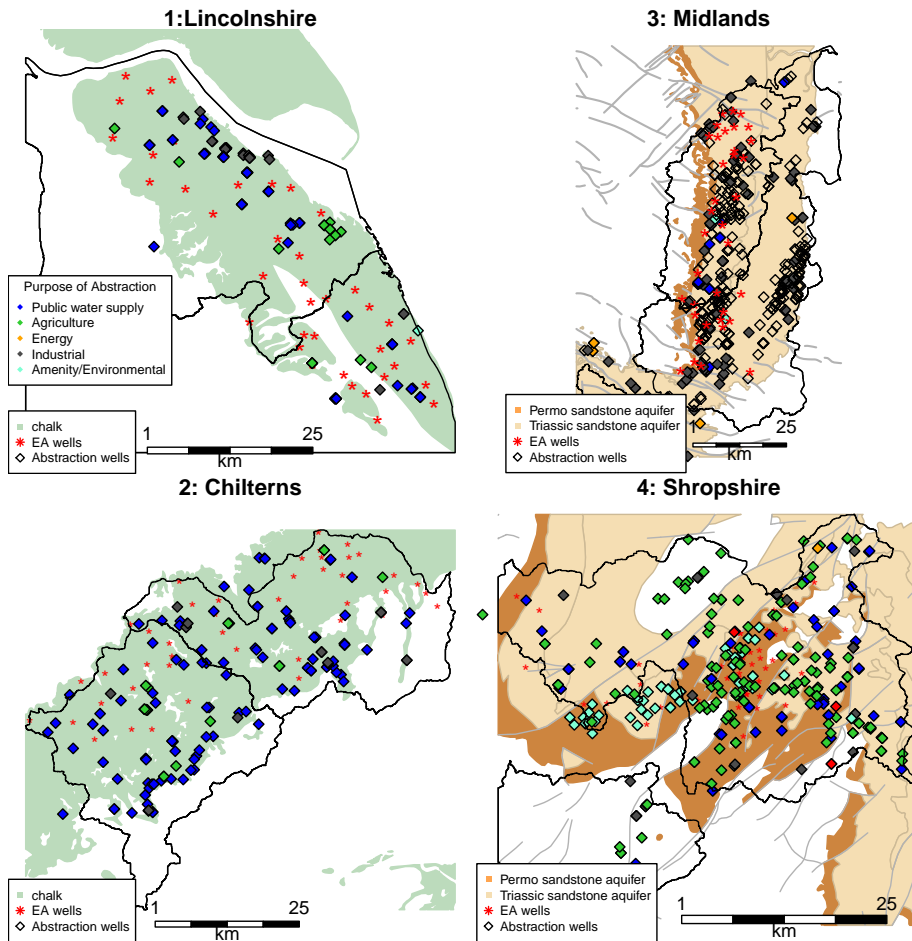 1:Lincolnshire
Purpose of Abstraction
Public water supply
Agriculture
Energy
Industrial
Amenity/Environmental
chalk
EA wells
Abstraction wells
1 25
km
3: Midlands
Permo sandstone aquifer
Triassic sandstone aquifer
EA wells
Abstraction wells
1 25
km
2: Chilterns
chalk
EA wells
Abstraction wells
1 25
km
4: Shropshire
Permo sandstone aquifer
Triassic sandstone aquifer
EA wells
Abstraction wells
1 25
km